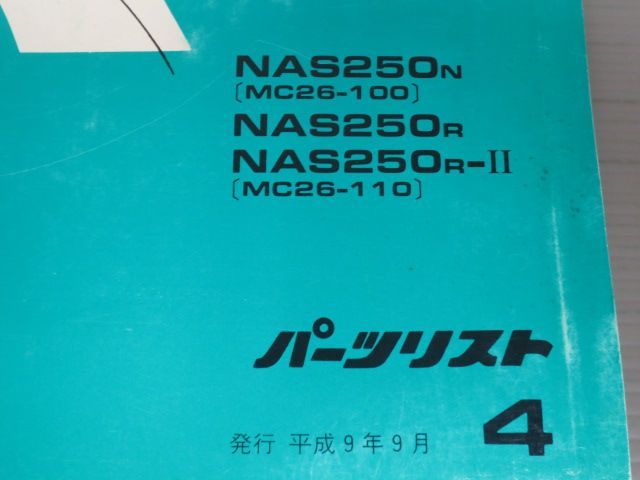 NAS250N
[MC26-100]
NAS250R
NAS250R-II
[MC26-110]
パーツリスト
4
発行 平成9年9月